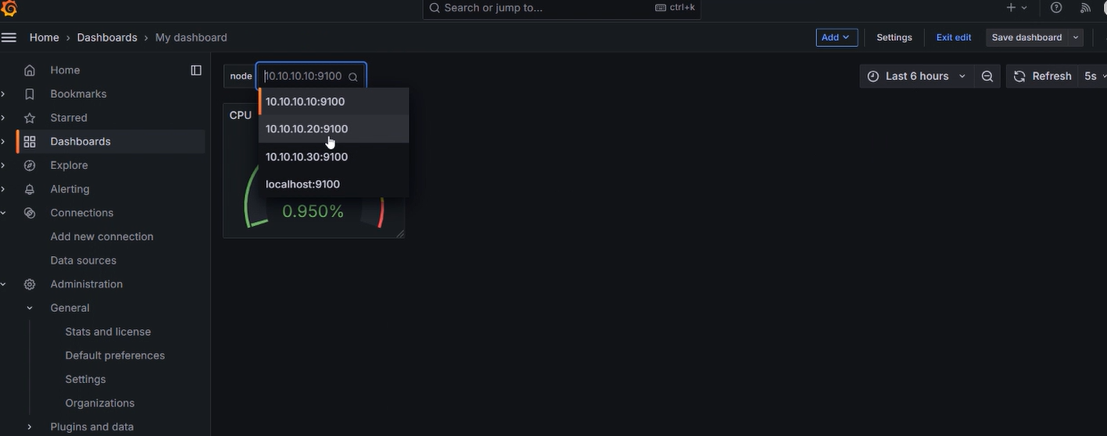 Search or jump to...
ctrl+k
Home › Dashboards › My dashboard
Add
Settings
Exit edit
Save dashboard
Home
Bookmarks
Starred
Dashboards
Explore
Alerting
Connections
Add new connection
Data sources
Administration
General
Stats and license
Default preferences
Settings
Organizations
Plugins and data
node
10.10.10.10:9100
10.10.10.10:9100
10.10.10.20:9100
10.10.10.30:9100
localhost:9100
Last 6 hours
Refresh
5s
CPU
0.950%